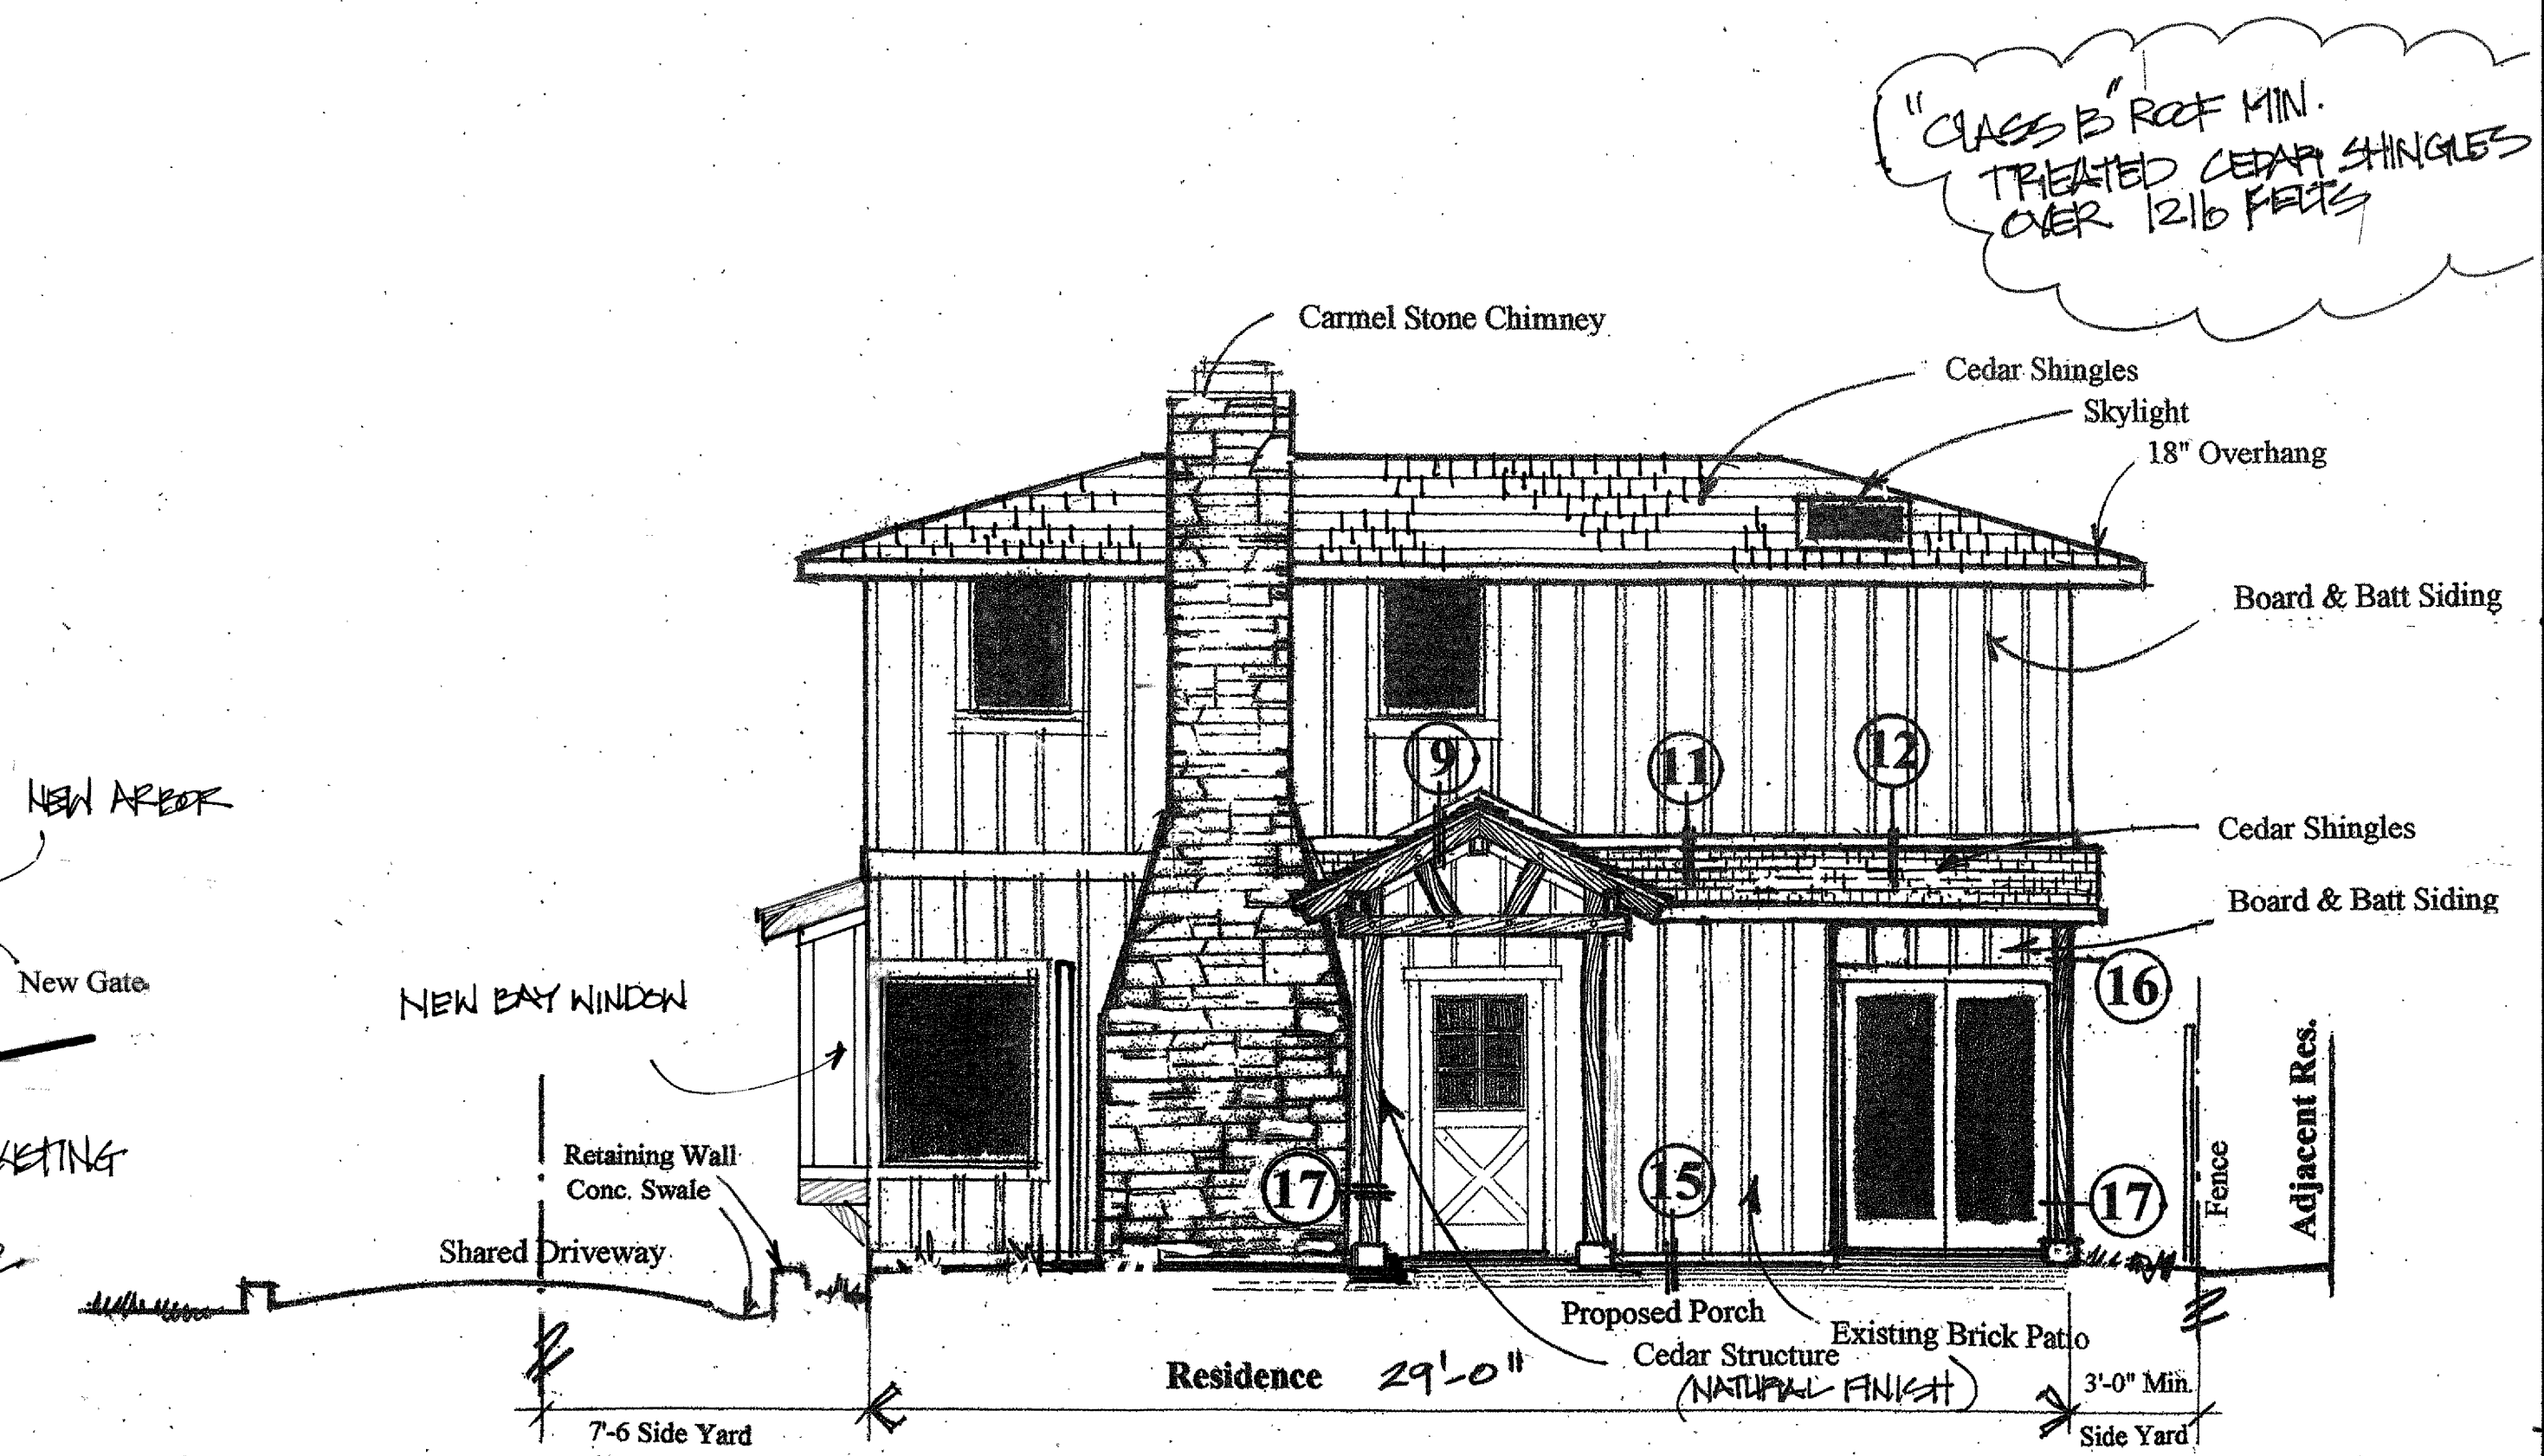 "CLASS B" ROOF MIN.
TREATED CEDAR SHINGLES
OVER 1216 FELTS
Carmel Stone Chimney
Cedar Shingles
Skylight
18" Overhang
Board & Batt Siding
9
11
12
NEW ARBOR
Cedar Shingles
Board & Batt Siding
New Gate
NEW BAY WINDOW
16
Retaining Wall
Conc. Swale
17
15
17
Fence
Adjacent Res.
Shared Driveway
Proposed Porch
Existing Brick Patio
Cedar Structure
(NATURAL FINISH)
Residence 29'-0"
3'-0" Min.
7'-6 Side Yard
Side Yard